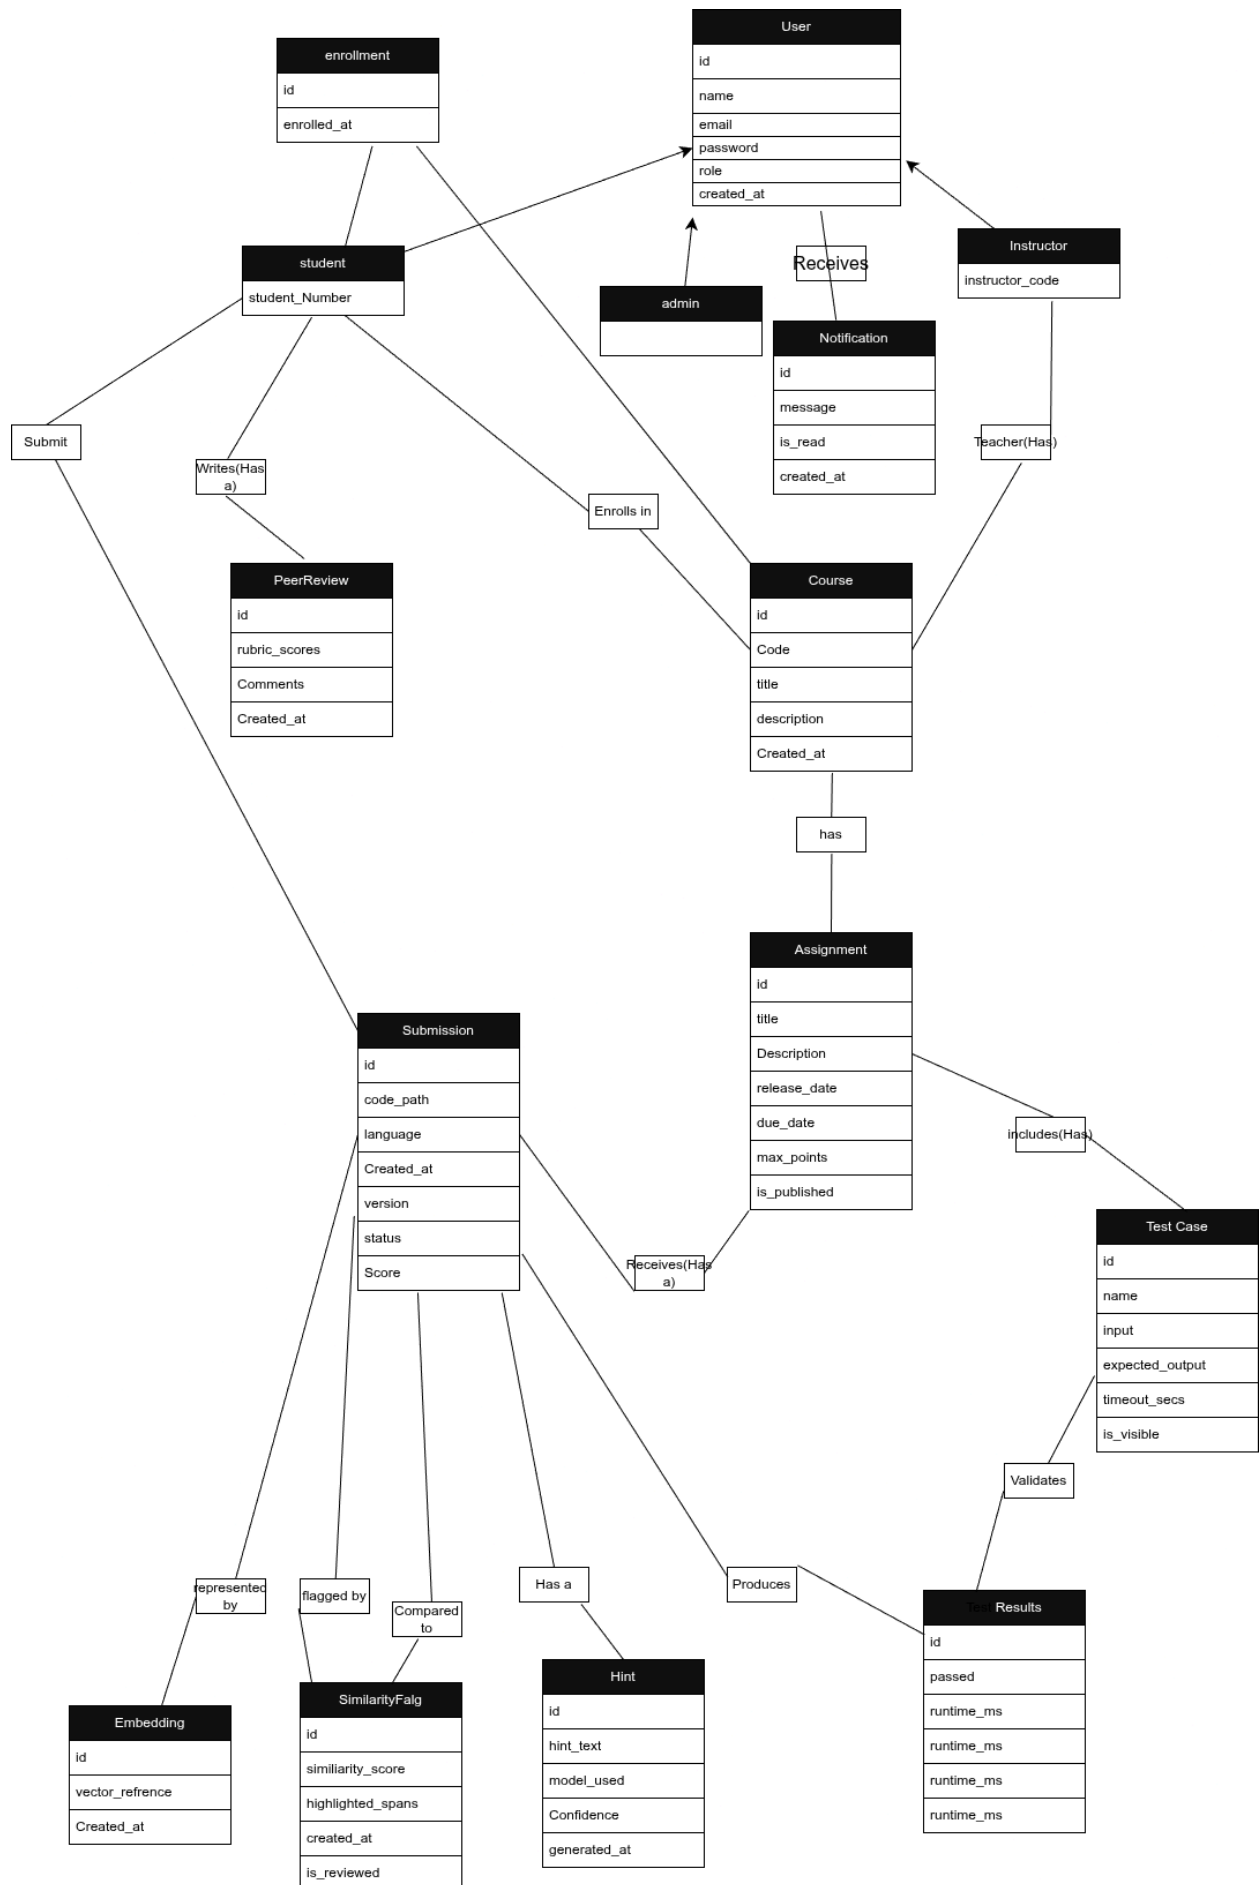 User
id
name
email
password
role
created_at
enrollment
id
enrolled_at
student
student_Number
admin
Receives
Instructor
instructor_code
Notification
id
message
is_read
created_at
Submit
Writes(Has
a)
Enrolls in
Teacher(Has)
PeerReview
id
rubric_scores
Comments
Created_at
Course
id
Code
title
description
Created_at
has
Assignment
id
title
Description
release_date
due_date
max_points
is_published
Submission
id
code_path
language
Created_at
version
status
Score
includes(Has)
Receives(Has
a)
Test Case
id
name
input
expected_output
timeout_secs
is_visible
Validates
represented
by
flagged by
Compared
to
Has a
Produces
Test Results
id
passed
runtime_ms
runtime_ms
runtime_ms
runtime_ms
Embedding
id
vector_refrence
Created_at
SimilarityFalg
id
similiarity_score
highlighted_spans
created_at
is_reviewed
Hint
id
hint_text
model_used
Confidence
generated_at